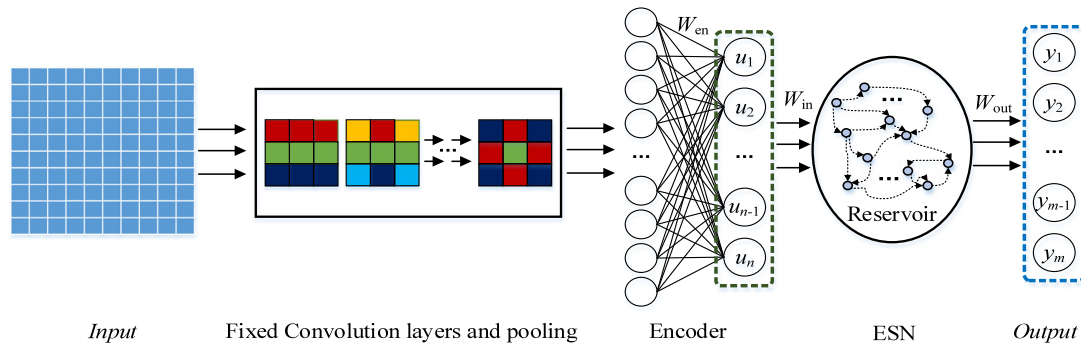 W_en
u_1
u_2
...
u_n-1
u_n
W_in
...
...
Reservoir
W_out
y_1
y_2
...
y_m-1
y_m
...
...
Input
Fixed Convolution layers and pooling
Encoder
ESN
Output